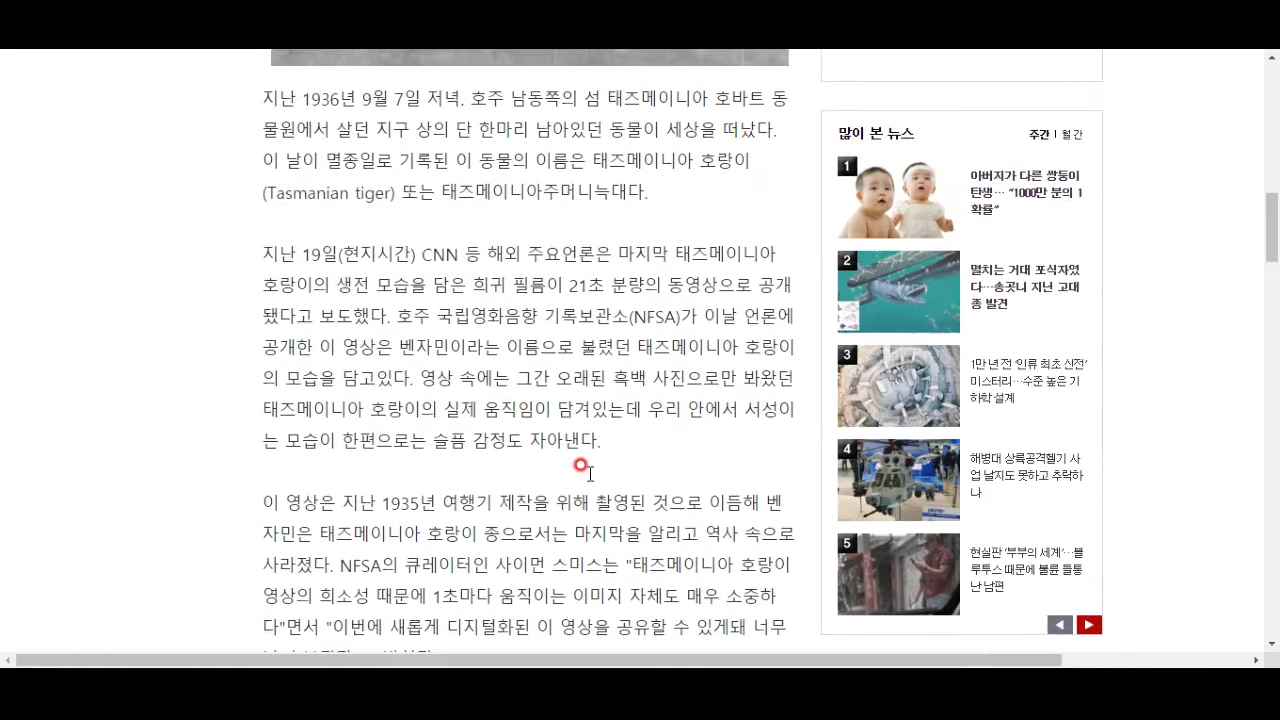 지난 1936년 9월 7일 저녁. 호주 남동쪽의 섬 태즈메이니아 호바트 동
물원에서 살던 지구 상의 단 한마리 남아있던 동물이 세상을 떠났다.
이 날이 멸종일로 기록된 이 동물의 이름은 태즈메이니아 호랑이
(Tasmanian tiger) 또는 태즈메이니아주머니늑대다.
지난 19일(현지시간) CNN 등 해외 주요언론은 마지막 태즈메이니아
호랑이의 생전 모습을 담은 희귀 필름이 21초 분량의 동영상으로 공개
됐다고 보도했다. 호주 국립영화음향 기록보관소(NFSA)가 이날 언론에
공개한 이 영상은 벤자민이라는 이름으로 불렸던 태즈메이니아 호랑이
의 모습을 담고있다. 영상 속에는 그간 오래된 흑백 사진으로만 봐왔던
태즈메이니아 호랑이의 실제 움직임이 담겨있는데 우리 안에서 서성이
는 모습이 한편으로는 슬픔 감정도 자아낸다.
이 영상은 지난 1935년 여행기 제작을 위해 촬영된 것으로 이듬해 벤
자민은 태즈메이니아 호랑이 종으로서는 마지막을 알리고 역사 속으로
사라졌다. NFSA의 큐레이터인 사이먼 스미스는 "태즈메이니아 호랑이
영상의 희소성 때문에 1초마다 움직이는 이미지 자체도 매우 소중하
다"면서 "이번에 새롭게 디지털화된 이 영상을 공유할 수 있게돼 너무
많이 본 뉴스
주간 | 월간
1
아버지가 다른 쌍둥이
탄생… “1000만 분의 1
확률”
2
멸치는 거대 포식자였
다…송곳니 지닌 고대
종 발견
3
1만 년 전 ‘인류 최초 신전’
미스터리…수준 높은 기
하학 설계
4
해병대 상륙공격헬기 사
업 날지도 못하고 추락하
나
5
현실판 ‘부부의 세계’…블
루투스 때문에 불륜 들통
난 남편